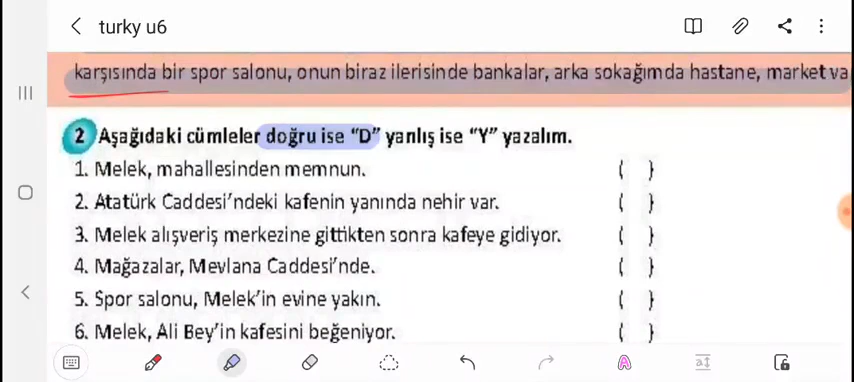 turky u6
karşısında bir spor salonu, onun biraz ilerisinde bankalar, arka sokağımda hastane, market va
2 Aşağıdaki cümleler doğru ise "D" yanlış ise "Y" yazalım.
1. Melek, mahallesinden memnun. ( )
2. Atatürk Caddesi'ndeki kafenin yanında nehir var. ( )
3. Melek alışveriş merkezine gittikten sonra kafeye gidiyor. ( )
4. Mağazalar, Mevlana Caddesi'nde. ( )
5. Spor salonu, Melek'in evine yakın. ( )
6. Melek, Ali Bey'in kafesini beğeniyor. ( )